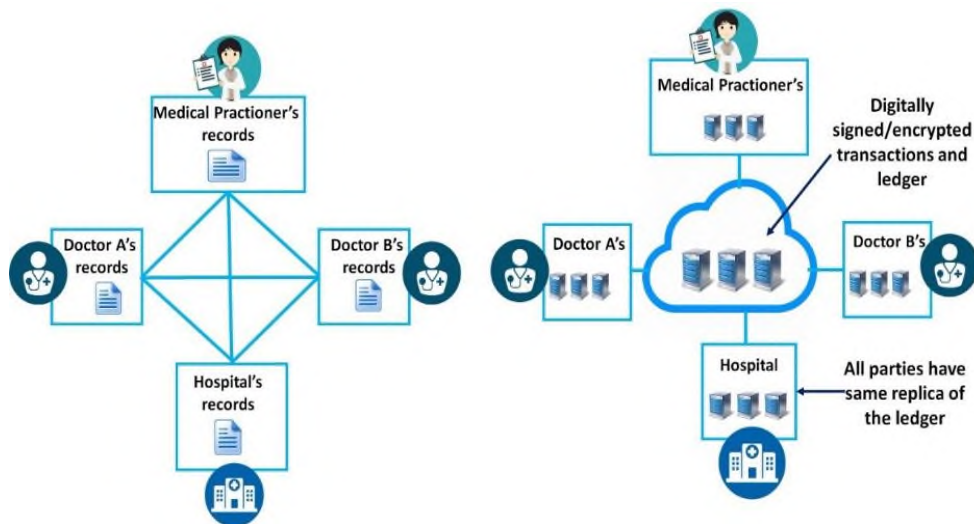 Medical Practioner's
records
Doctor A's
records
Doctor B's
records
Hospital's
records
Medical Practioner's
Digitally
signed/encrypted
transactions and
ledger
Doctor A's
Doctor B's
Hospital
All parties have
same replica of
the ledger